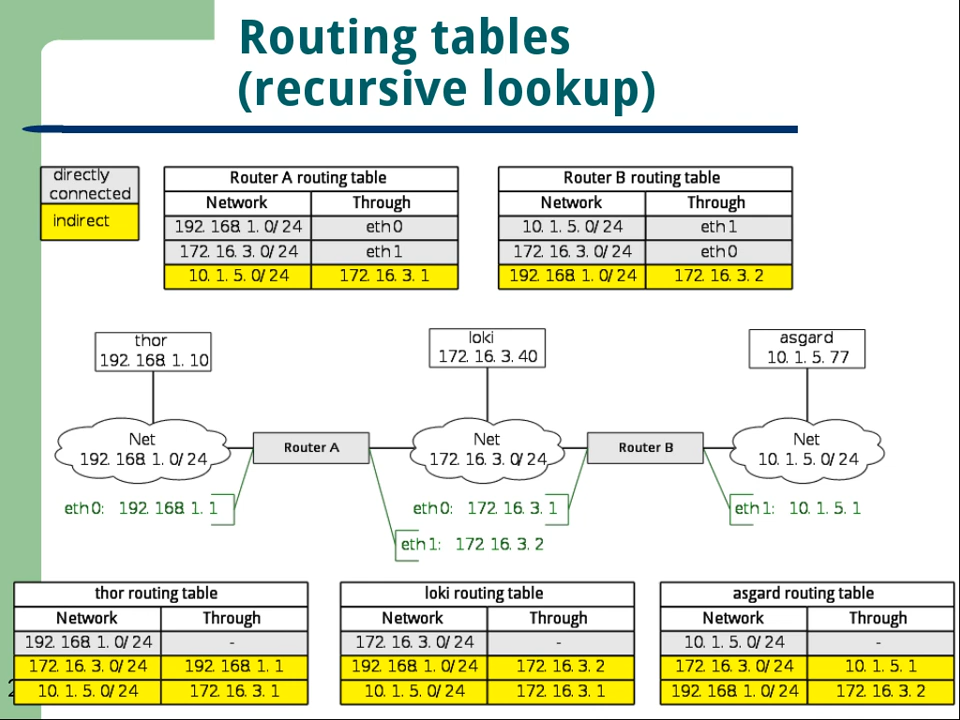 Routing tables
(recursive lookup)
directly
connected
indirect
Router A routing table
Network Through
192.168.1.0/24 eth0
172.16.3.0/24 eth1
10.1.5.0/24 172.16.3.1
Router B routing table
Network Through
10.1.5.0/24 eth1
172.16.3.0/24 eth0
192.168.1.0/24 172.16.3.2
thor
192.168.1.10
loki
172.16.3.40
asgard
10.1.5.77
Net
192.168.1.0/24
Router A
Net
172.16.3.0/24
Router B
Net
10.1.5.0/24
eth0: 192.168.1.1
eth0: 172.16.3.1
eth1: 10.1.5.1
eth1: 172.16.3.2
thor routing table
Network Through
192.168.1.0/24 -
172.16.3.0/24 192.168.1.1
10.1.5.0/24 172.16.3.1
loki routing table
Network Through
172.16.3.0/24 -
192.168.1.0/24 172.16.3.2
10.1.5.0/24 172.16.3.1
asgard routing table
Network Through
10.1.5.0/24 -
172.16.3.0/24 10.1.5.1
192.168.1.0/24 172.16.3.2